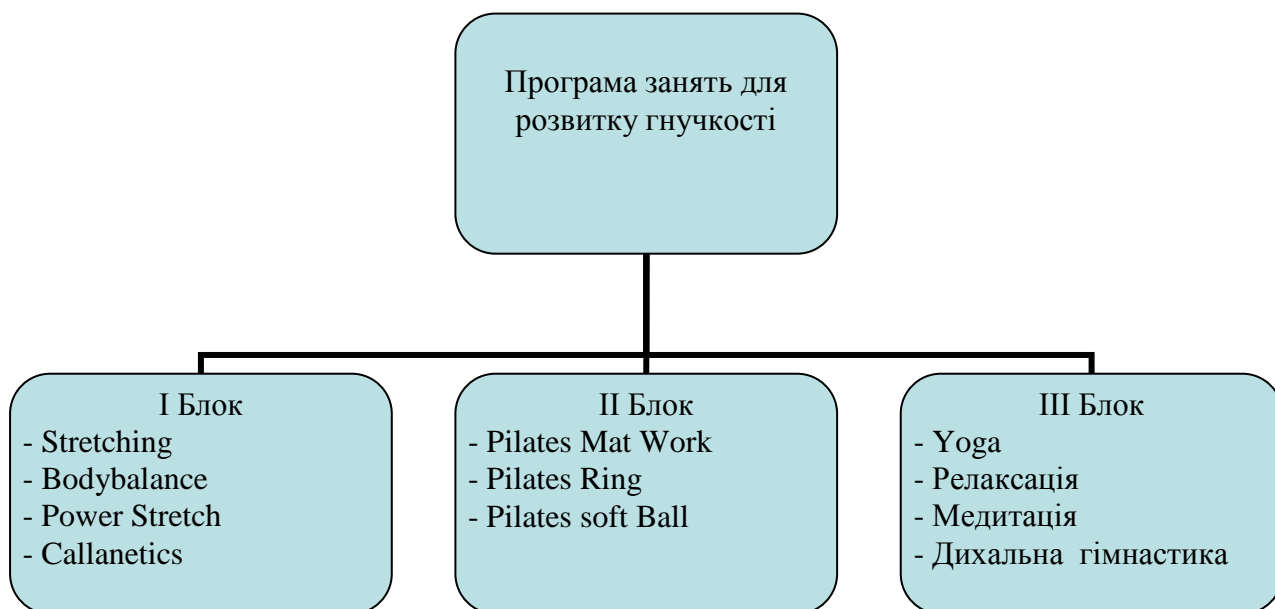 Програма занять для
розвитку гнучкості
I Блок
- Stretching
- Bodybalance
- Power Stretch
- Callanetics
II Блок
- Pilates Mat Work
- Pilates Ring
- Pilates soft Ball
III Блок
- Yoga
- Релаксація
- Медитація
- Дихальна гімнастика